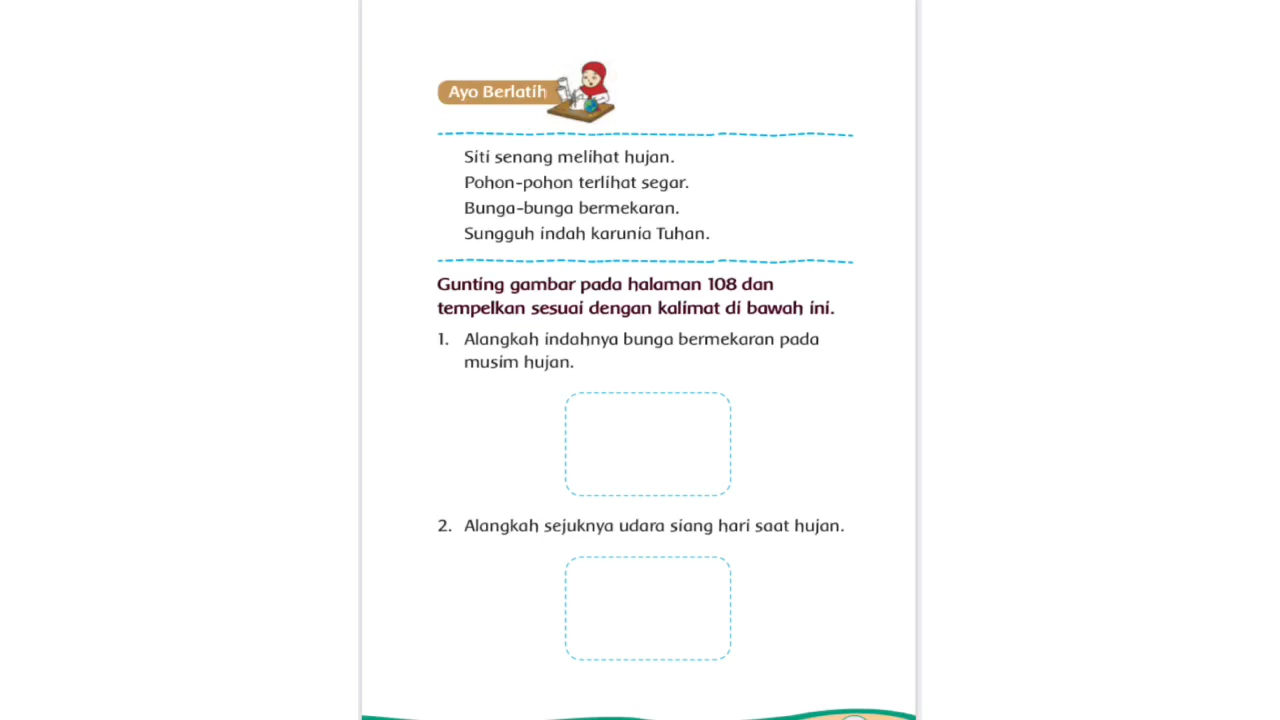 Ayo Berlatih
Siti senang melihat hujan.
Pohon-pohon terlihat segar.
Bunga-bunga bermekaran.
Sungguh indah karunia Tuhan.
Gunting gambar pada halaman 108 dan
tempelkan sesuai dengan kalimat di bawah ini.
1. Alangkah indahnya bunga bermekaran pada
musim hujan.
2. Alangkah sejuknya udara siang hari saat hujan.